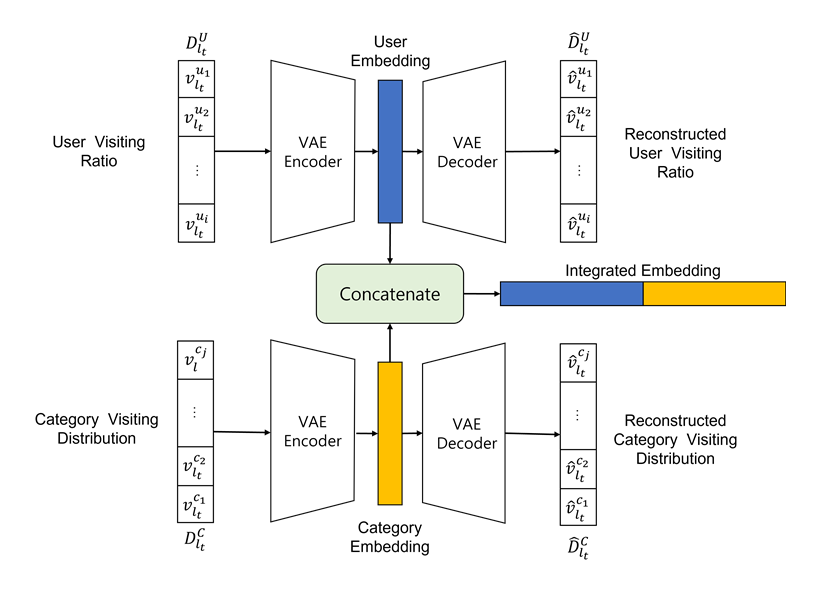 $D_{l_t}^{U}$
$v_{l_t}^{u_1}$
$v_{l_t}^{u_2}$
⋮
$v_{l_t}^{u_i}$
User Visiting
Ratio
VAE
Encoder
User
Embedding
VAE
Decoder
$\hat{D}_{l_t}^{U}$
$\hat{v}_{l_t}^{u_1}$
$\hat{v}_{l_t}^{u_2}$
⋮
$\hat{v}_{l_t}^{u_i}$
Reconstructed
User Visiting
Ratio
Concatenate
Integrated Embedding
Category Visiting
Distribution
$v_{l}^{c_j}$
⋮
$v_{l_t}^{c_2}$
$v_{l_t}^{c_1}$
$D_{l_t}^{C}$
VAE
Encoder
Category
Embedding
VAE
Decoder
$\hat{v}_{l_t}^{c_j}$
⋮
$\hat{v}_{l_t}^{c_2}$
$\hat{v}_{l_t}^{c_1}$
$\hat{D}_{l_t}^{C}$
Reconstructed
Category Visiting
Distribution